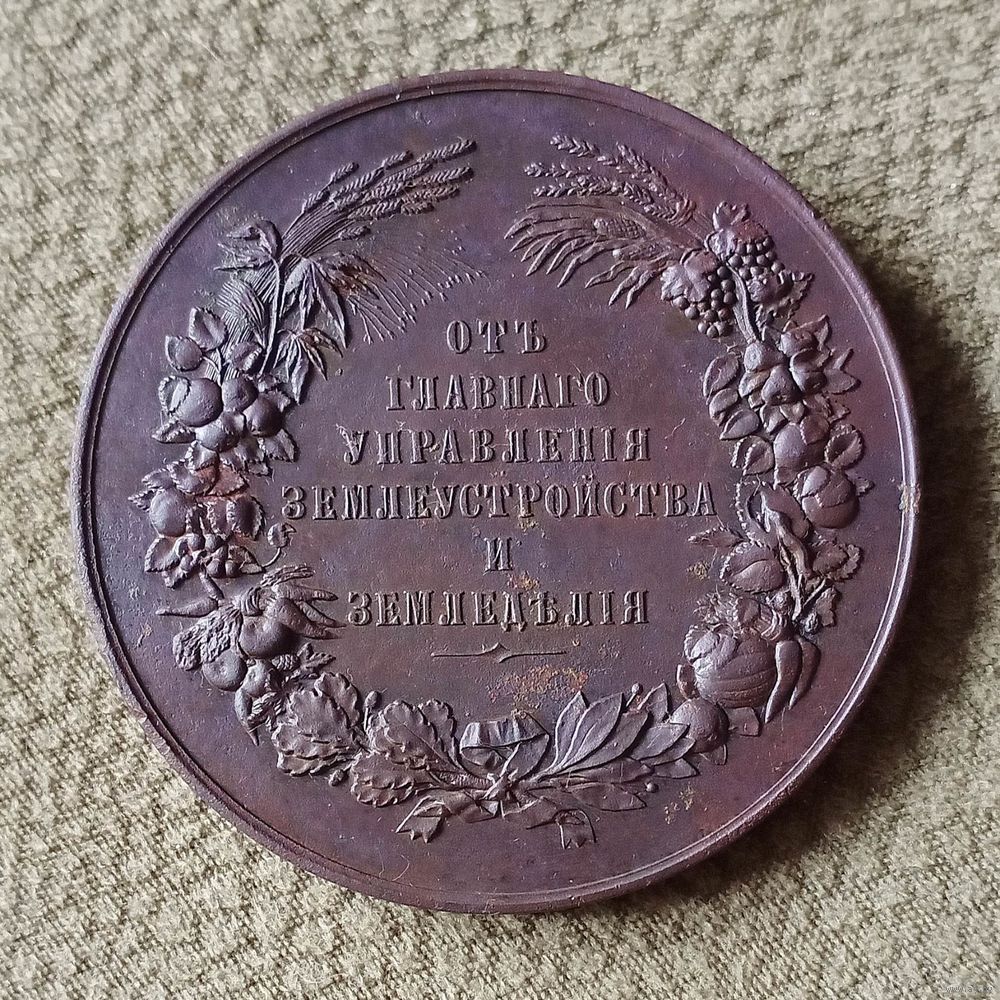 ОТЪ
ГЛАВНАГО
УПРАВЛЕНІЯ
ЗЕМЛЕУСТРОЙСТВА
И
ЗЕМЛЕДѢЛІЯ